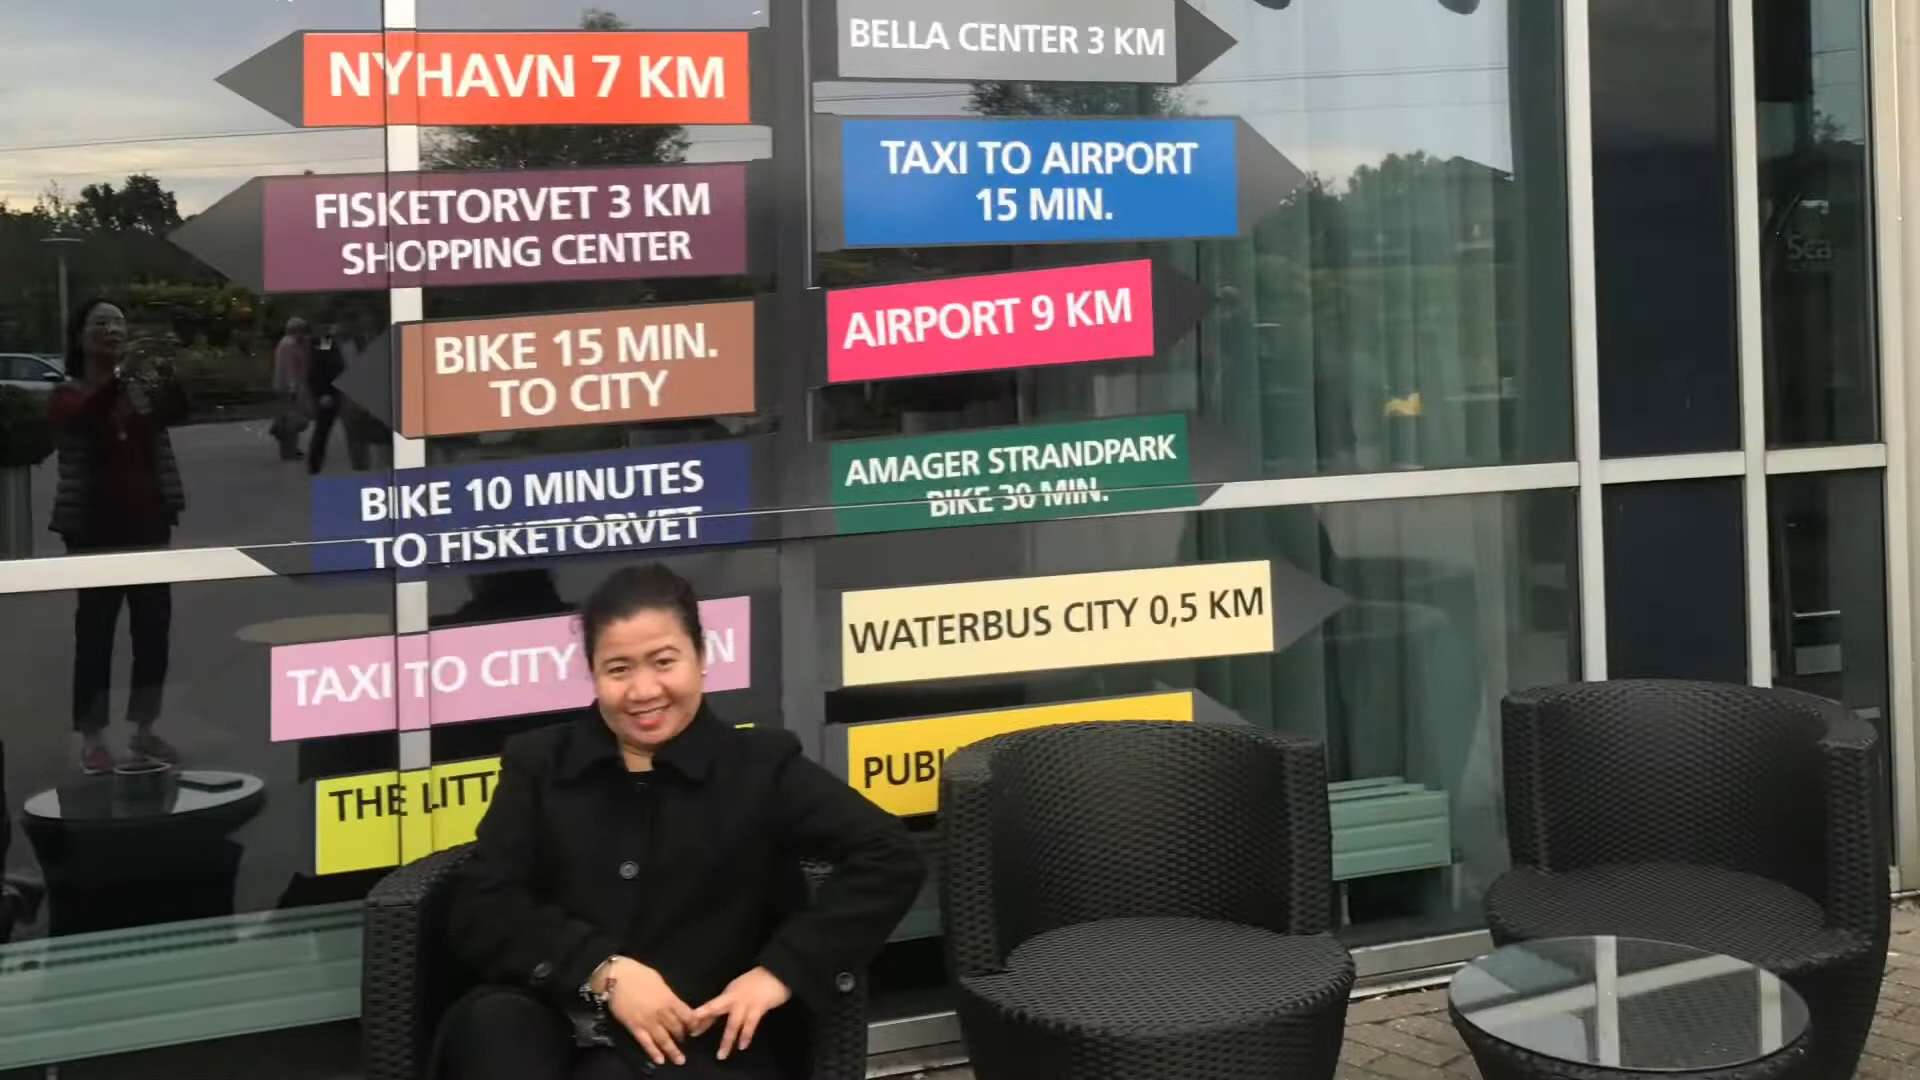 NYHAVN 7 KM
FISKETORVET 3 KM
SHOPPING CENTER
BIKE 15 MIN.
TO CITY
BIKE 10 MINUTES
TO FISKETORVET
TAXI TO CITY
THE
BELLA CENTER 3 KM
TAXI TO AIRPORT
15 MIN.
AIRPORT 9 KM
AMAGER STRANDPARK
BIKE 30 MIN.
WATERBUS CITY 0,5 KM